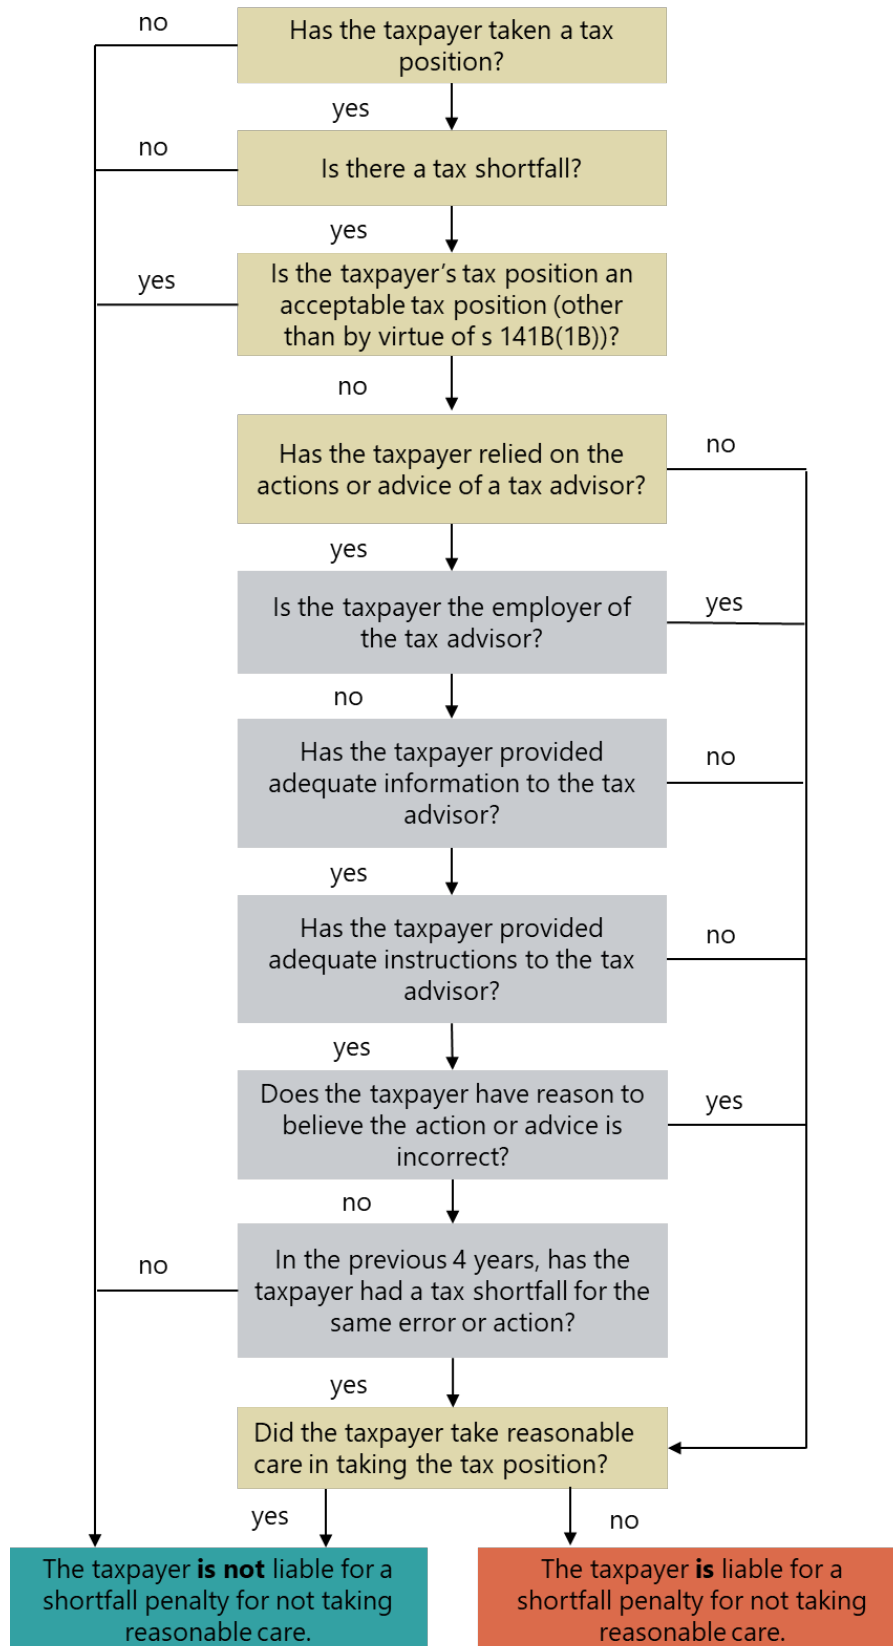 no
Has the taxpayer taken a tax
position?
yes
no
Is there a tax shortfall?
yes
yes
Is the taxpayer’s tax position an
acceptable tax position (other
than by virtue of s 141B(1B))?
no
Has the taxpayer relied on the
actions or advice of a tax advisor?
no
yes
Is the taxpayer the employer of
the tax advisor?
yes
no
Has the taxpayer provided
adequate information to the tax
advisor?
no
yes
Has the taxpayer provided
adequate instructions to the tax
advisor?
no
yes
Does the taxpayer have reason to
believe the action or advice is
incorrect?
yes
no
no
In the previous 4 years, has the
taxpayer had a tax shortfall for the
same error or action?
yes
Did the taxpayer take reasonable
care in taking the tax position?
yes
no
The taxpayer is not liable for a
shortfall penalty for not taking
reasonable care.
The taxpayer is liable for a
shortfall penalty for not taking
reasonable care.